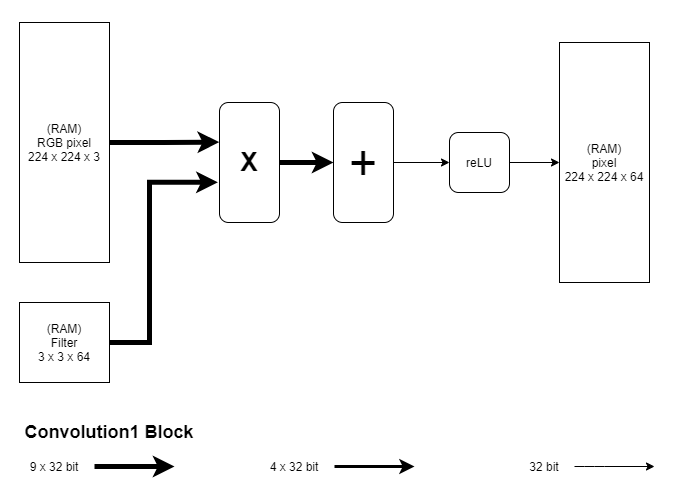 (RAM)
RGB pixel
224 x 224 x 3
X
+
reLU
(RAM)
pixel
224 x 224 x 64
(RAM)
Filter
3 x 3 x 64
Convolution1 Block
9 x 32 bit
4 x 32 bit
32 bit